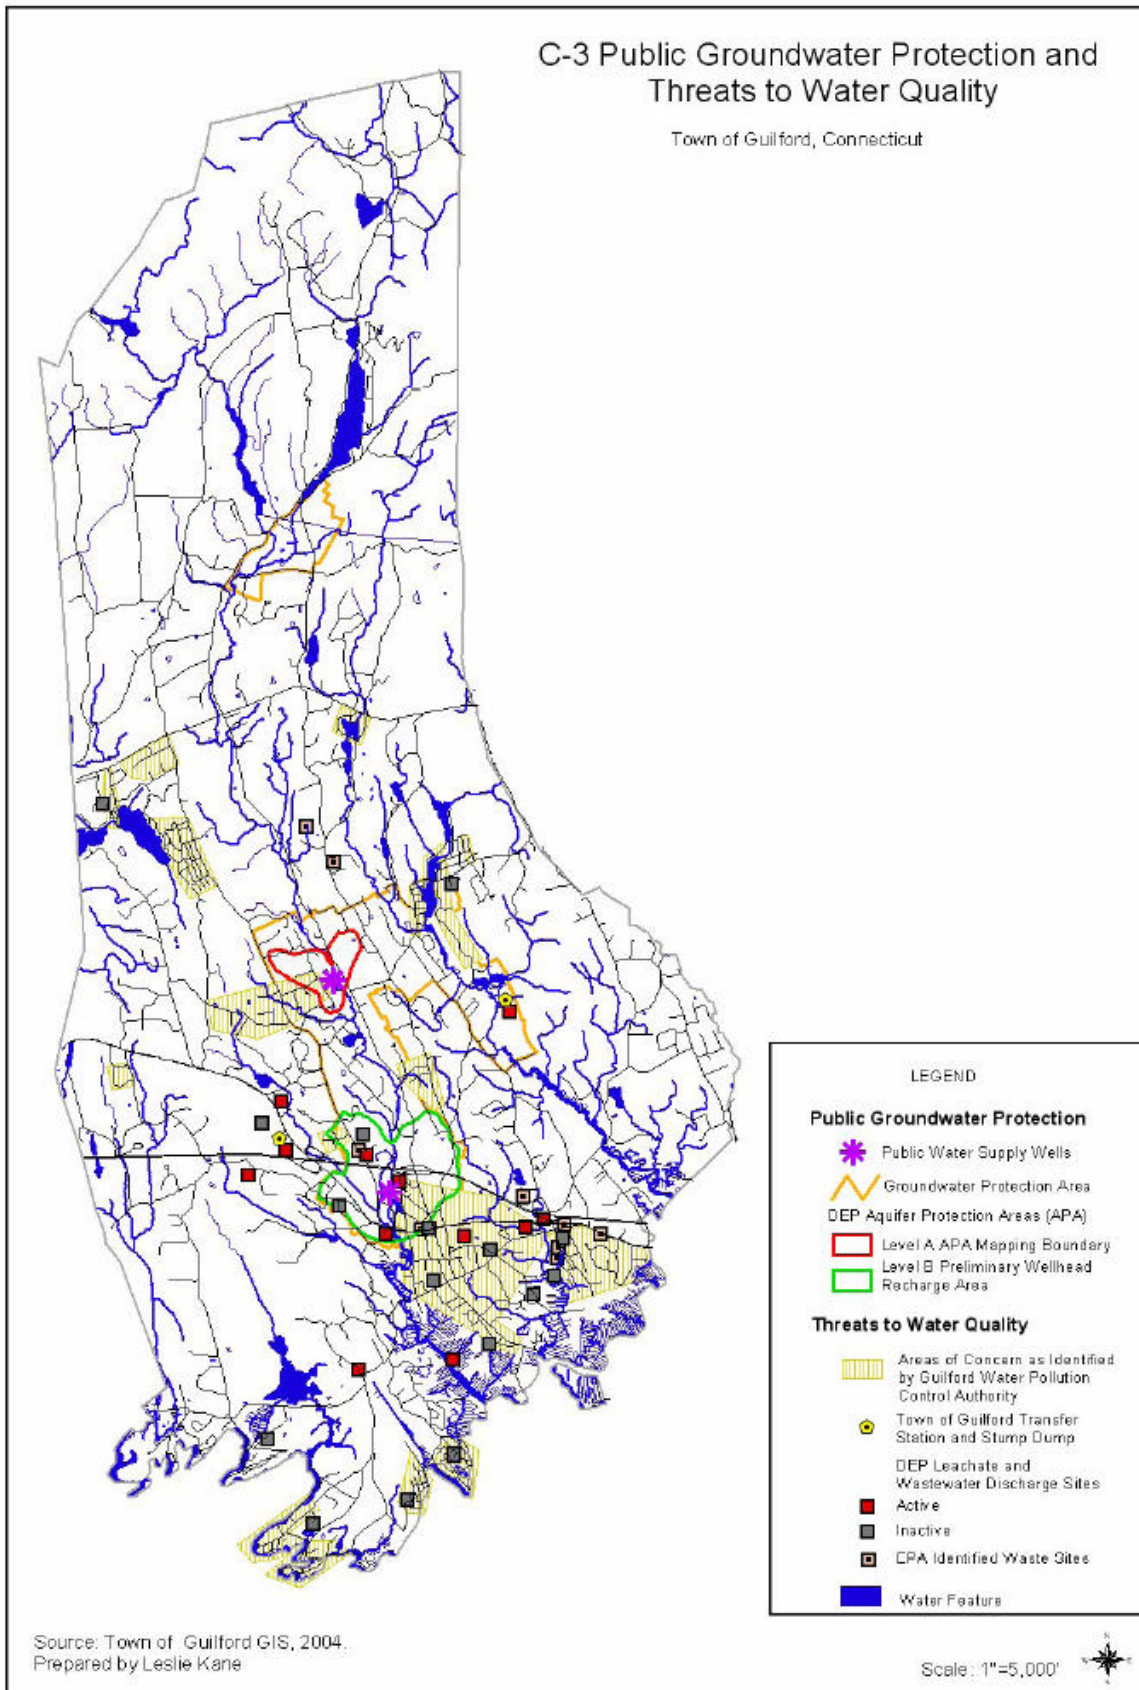 C-3 Public Groundwater Protection and
Threats to Water Quality
Town of Guilford, Connecticut
LEGEND
Public Groundwater Protection
Public Water Supply Wells
Groundwater Protection Area
DEP Aquifer Protection Areas (APA)
Level A APA Mapping Boundary
Level B Preliminary Wellhead
Recharge Area
Threats to Water Quality
Areas of Concern as Identified
by Guilford Water Pollution
Control Authority
Town of Guilford Transfer
Station and Stump Dump
DEP Leachate and
Wastewater Discharge Sites
Active
Inactive
EPA Identified Waste Sites
Water Feature
Source: Town of Guilford GIS, 2004.
Prepared by Leslie Kane
Scale: 1"=5,000'